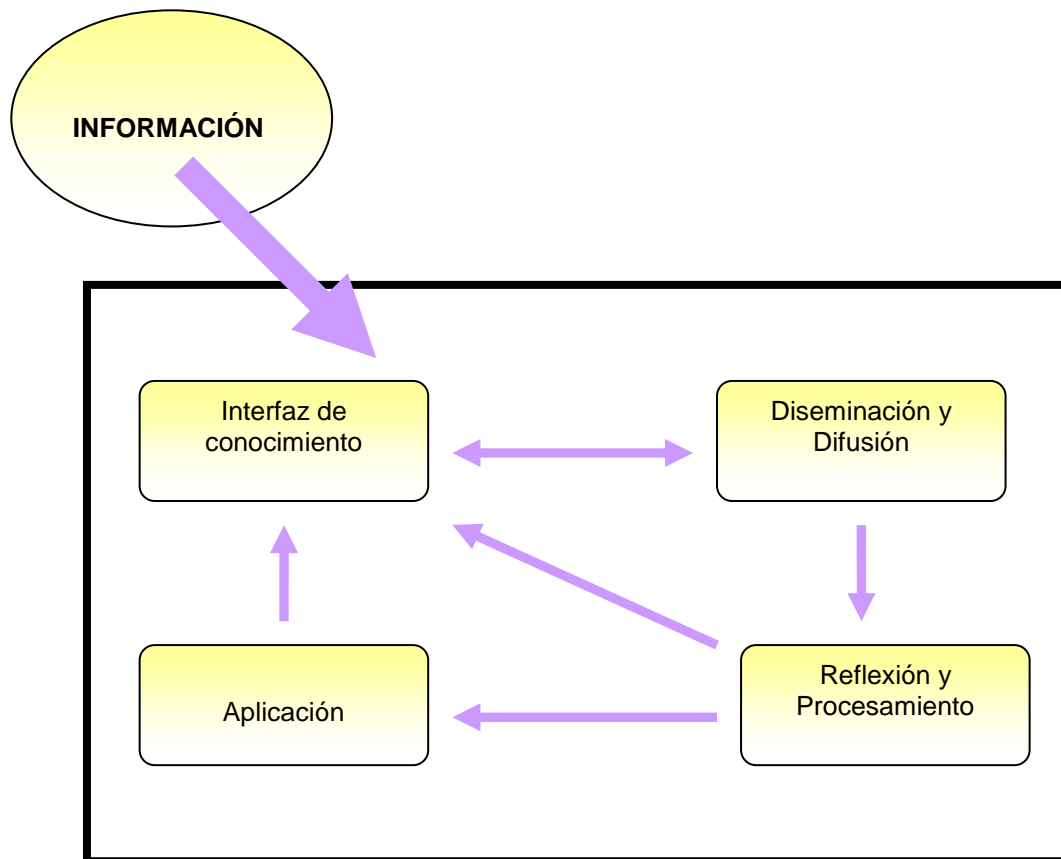 INFORMACIÓN
Interfaz de
conocimiento
Diseminación y
Difusión
Aplicación
Reflexión y
Procesamiento